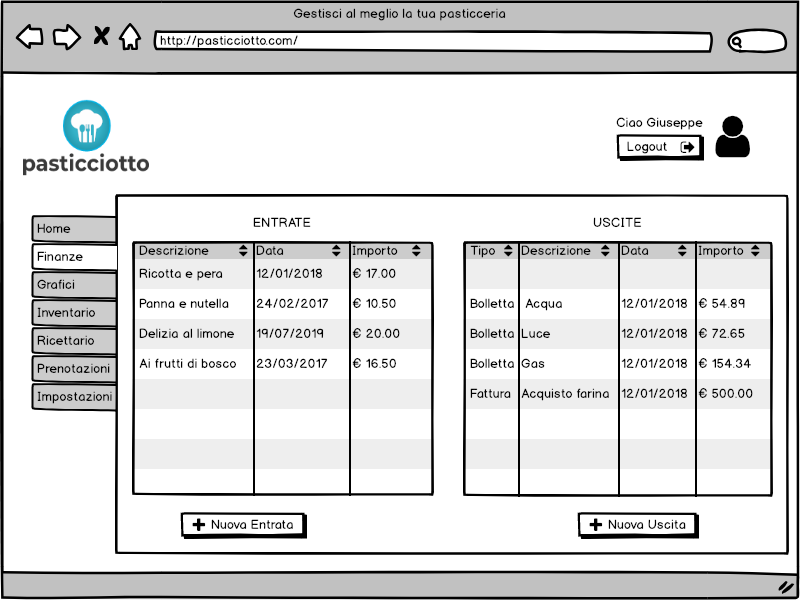 Gestisci al meglio la tua pasticceria
http://pasticciotto.com/
pasticciotto
Ciao Giuseppe
Logout
Home
Finanze
Grafici
Inventario
Ricettario
Prenotazioni
Impostazioni
ENTRATE
Descrizione Data Importo
Ricotta e pera 12/01/2018 € 17.00
Panna e nutella 24/02/2017 € 10.50
Delizia al limone 19/07/2019 € 20.00
Ai frutti di bosco 23/03/2017 € 16.50
Nuova Entrata
USCITE
Tipo Descrizione Data Importo
Bolletta Acqua 12/01/2018 € 54.89
Bolletta Luce 12/01/2018 € 72.65
Bolletta Gas 12/01/2018 € 154.34
Fattura Acquisto farina 12/01/2018 € 500.00
Nuova Uscita